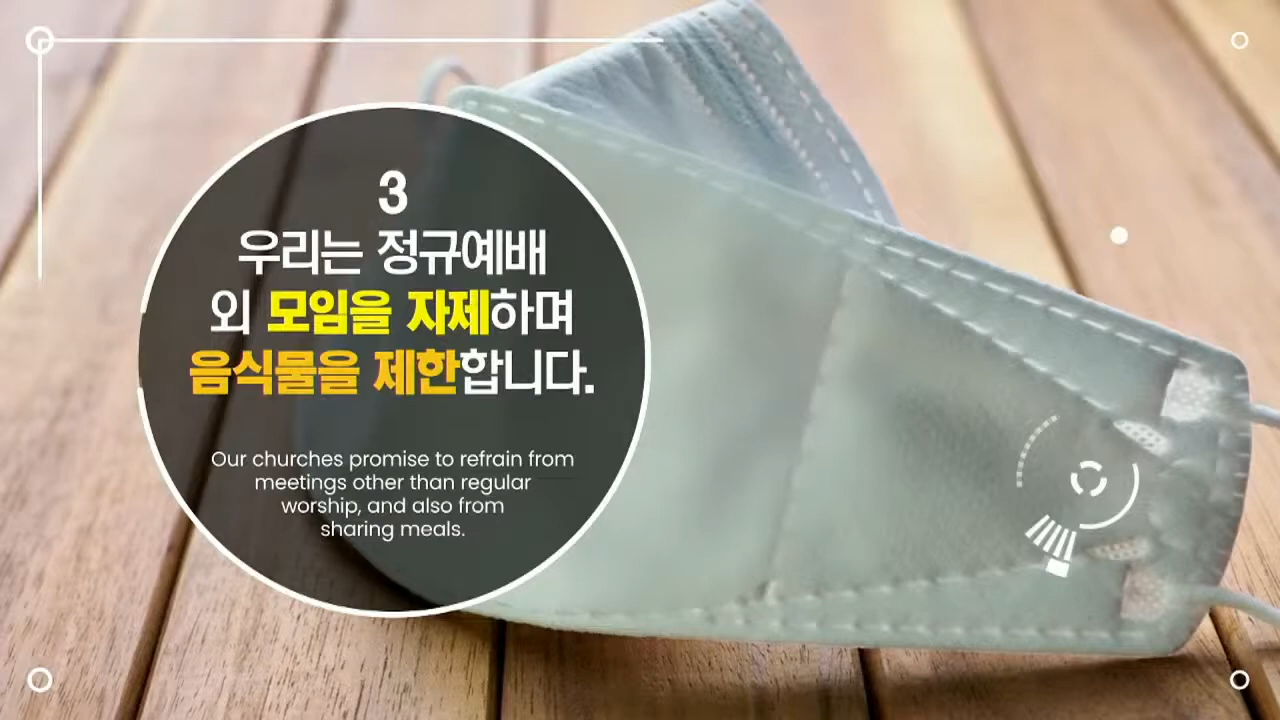 3
우리는 정규예배
외 모임을 자제하며
음식물을 제한합니다.
Our churches promise to refrain from
meetings other than regular
worship, and also from
sharing meals.